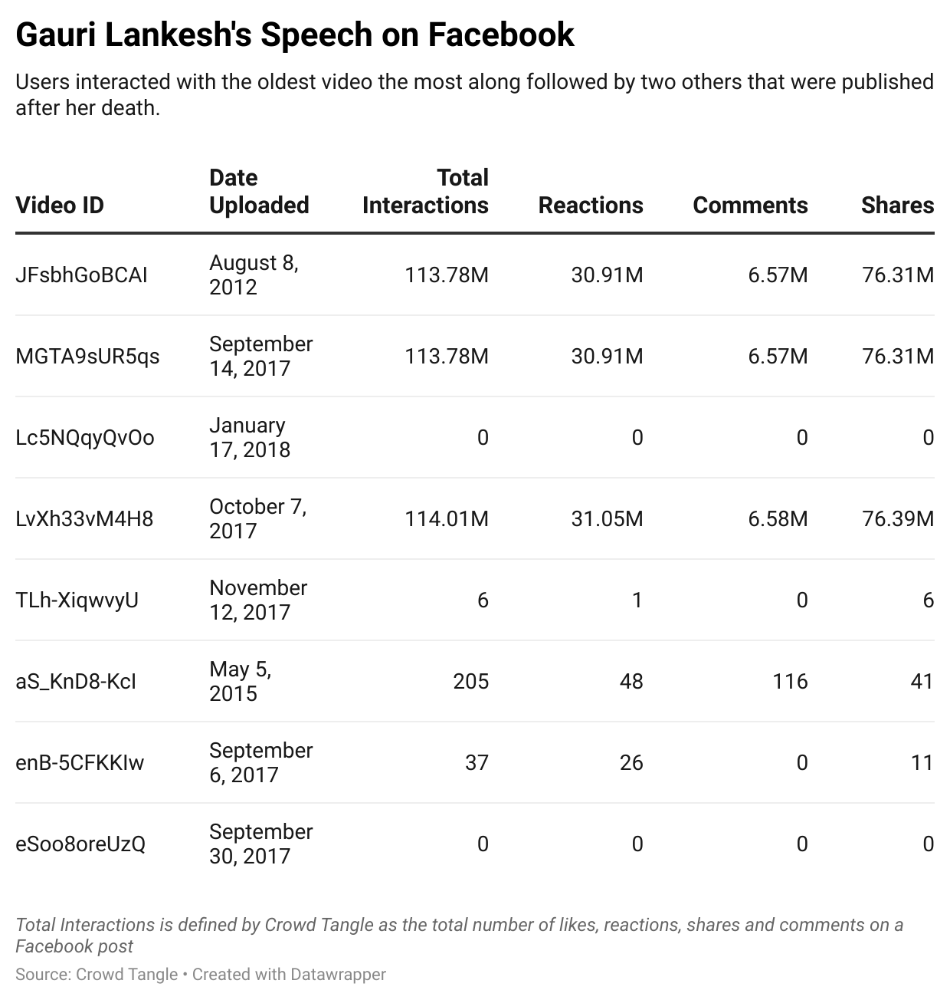 Gauri Lankesh's Speech on Facebook
Users interacted with the oldest video the most along followed by two others that were published
after her death.
Video ID Date Uploaded Total Interactions Reactions Comments Shares
JFsbhGoBCAI August 8, 2012 113.78M 30.91M 6.57M 76.31M
MGTA9sUR5qs September 14, 2017 113.78M 30.91M 6.57M 76.31M
Lc5NQqyQvOo January 17, 2018 0 0 0 0
LvXh33vM4H8 October 7, 2017 114.01M 31.05M 6.58M 76.39M
TLh-XiqwvyU November 12, 2017 6 1 0 6
aS_KnD8-KcI May 5, 2015 205 48 116 41
enB-5CFKKIw September 6, 2017 37 26 0 11
eSoo8oreUzQ September 30, 2017 0 0 0 0
Total Interactions is defined by Crowd Tangle as the total number of likes, reactions, shares and comments on a
Facebook post
Source: Crowd Tangle • Created with Datawrapper